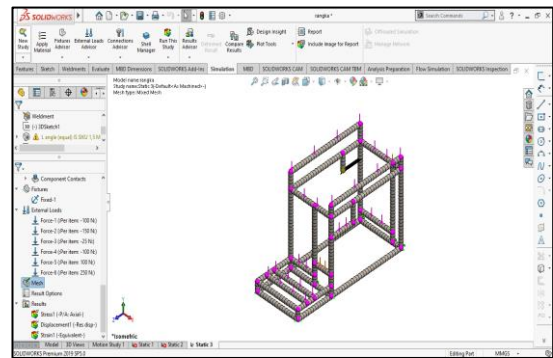 SOLIDWORKS
rangka *
Search Commands
New Study
Apply Material
Fixtures Advisor
External Loads Advisor
Connections Advisor
Shell Manager
Run This Study
Results Advisor
Deformed Result
Compare Results
Design Insight
Plot Tools
Report
Include Image for Report
Offloaded Simulation
Manage Network
Features Sketch Weldments Evaluate MBD Dimensions SOLIDWORKS Add-Ins Simulation MBD SOLIDWORKS CAM SOLIDWORKS CAM TBM Analysis Preparation Flow Simulation SOLIDWORKS Inspection
Model name:rangka
Study name:Static 3(-Default<As Machined>-)
Mesh type:Mixed Mesh
Weldment
(-) 3DSketch1
Component Contacts
Fixtures
Fixed-1
External Loads
Force-1 (:Per item: -100 N:)
Force-2 (:Per item: -150 N:)
Force-3 (:Per item: -25 N:)
Force-4 (:Per item: -100 N:)
Force-5 (:Per item: 100 N:)
Force-6 (:Per item: 250 N:)
Mesh
Result Options
Results
Stress1 (-P/A: Axial-)
Displacement1 (-Res disp-)
Strain1 (-Equivalent-)
*Isometric
Model 3D Views Motion Study 1 Static 1 Static 2 Static 3
SOLIDWORKS Premium 2019 SP5.0
Editing Part
MMGS